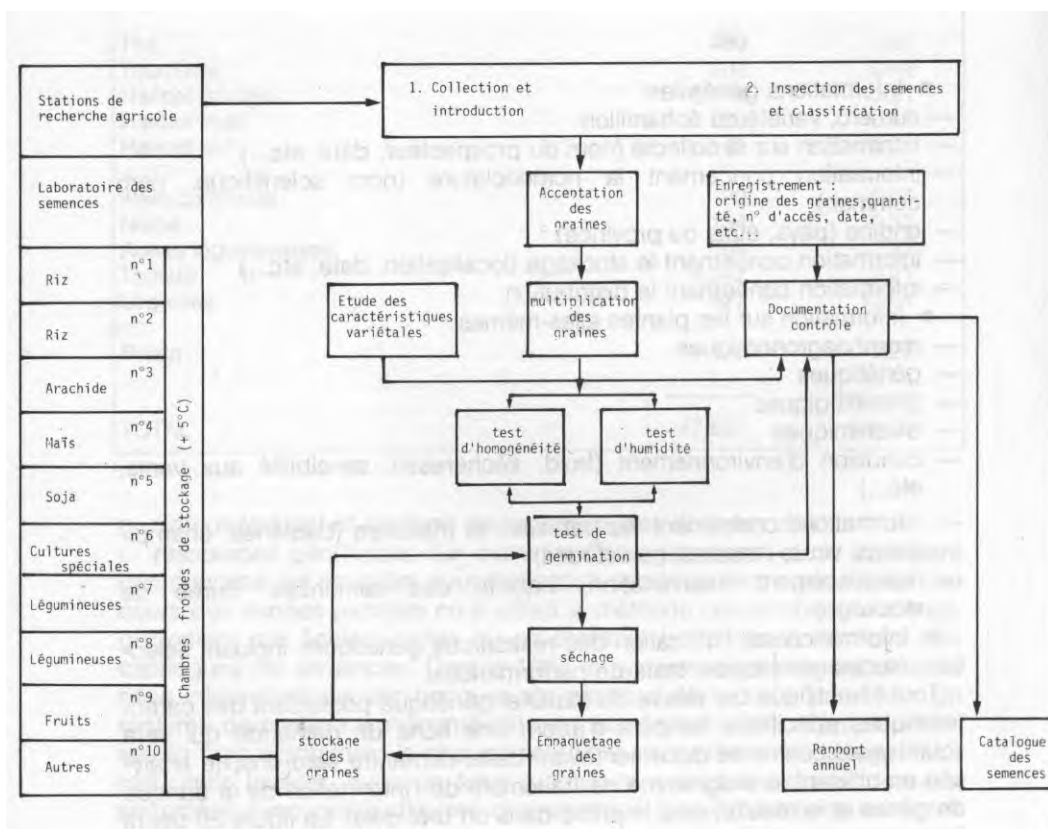 Stations de
recherche agricole
1. Collection et
introduction
2. Inspection des semences
et classification
Laboratoire des
semences
Accentation
des
graines
Enregistrement :
origine des graines,quanti-
té, n° d'accès, date,
etc...
n°1
Riz
n°2
Riz
n°3
Arachide
n°4
Maïs
n°5
Soja
n°6
Cultures
spéciales
n°7
Légumineuses
n°8
Légumineuses
n°9
Fruits
n°10
Autres
(Chambres froides de stockage (+ 5°C)
Etude des
caractéristiques
variétales
multiplication
des
graines
Documentation
contrôle
test
d'homogénéité
test
d'humidité
test de
germination
sêchage
stockage
des
graines
Empaquetage
des
graines
Rapport
annuel
Catalogue
des
semences